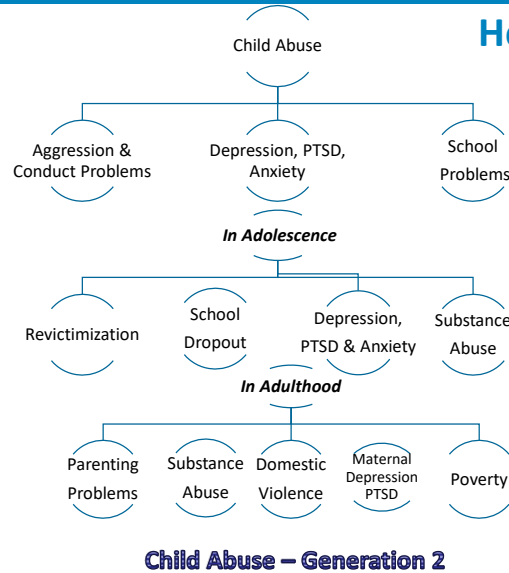 Child Abuse
Aggression &
Conduct Problems
Depression, PTSD,
Anxiety
School
Problems
In Adolescence
Revictimization
School
Dropout
Depression,
PTSD & Anxiety
Substance
Abuse
In Adulthood
Parenting
Problems
Substance
Abuse
Domestic
Violence
Maternal
Depression
PTSD
Poverty
Child Abuse – Generation 2